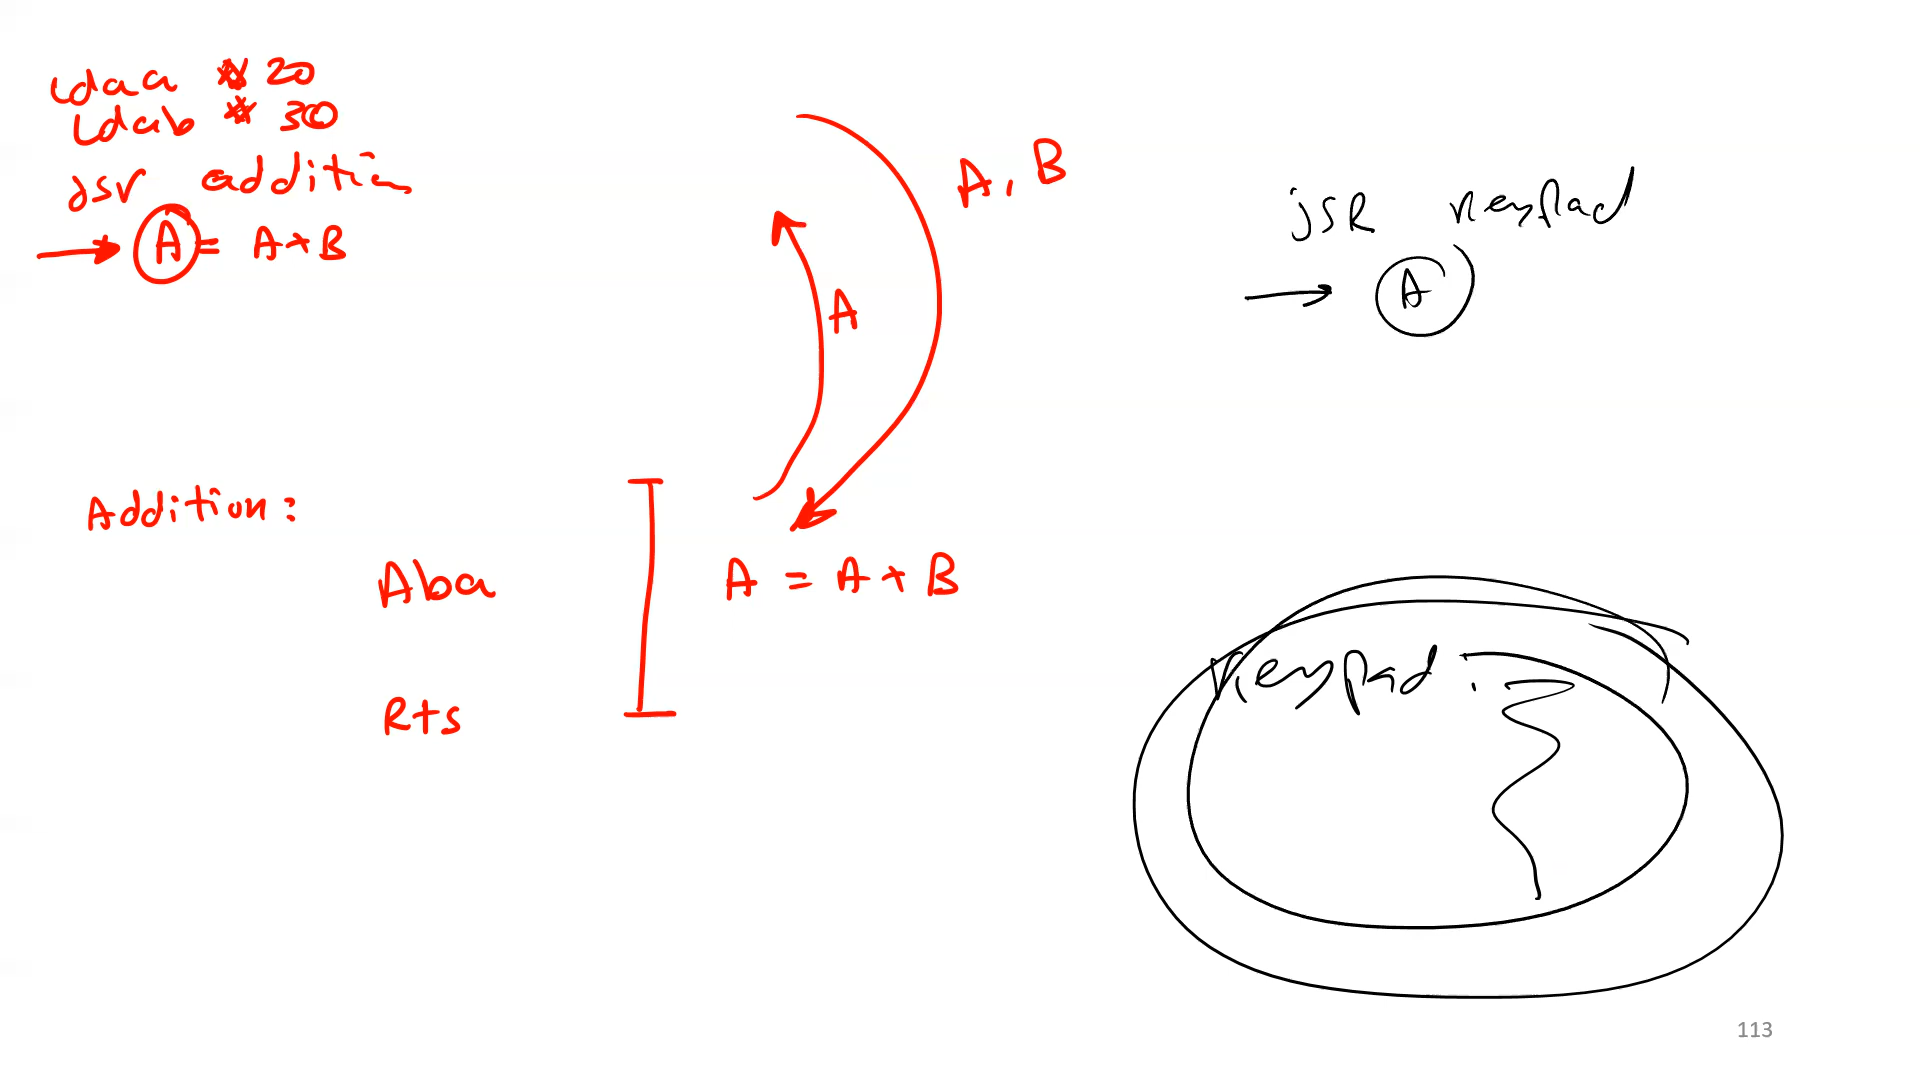 ldaa # 20
ldab # 30
jsr addition
A = A + B
A, B
A
Addition:
Aba
A = A + B
Rts
jsR keypad
A
Keypad:
113